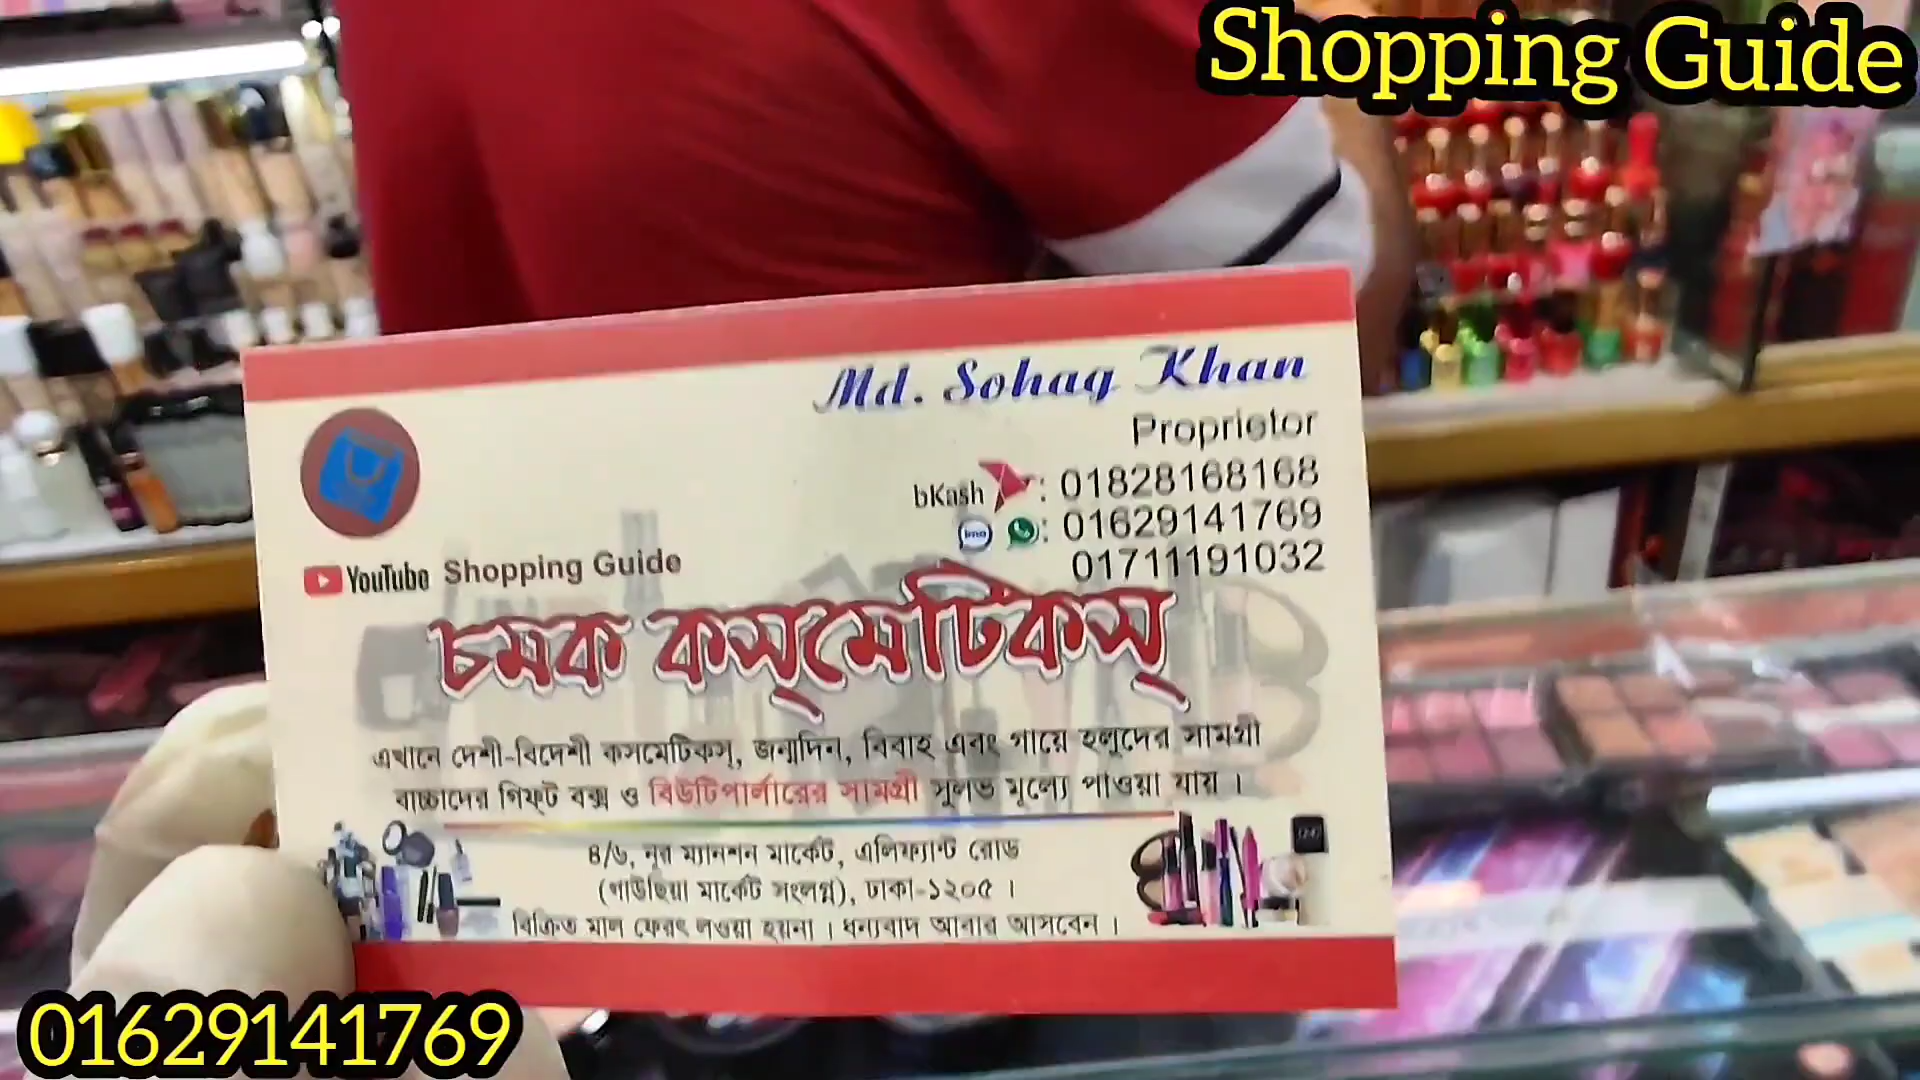 Shopping Guide
Md. Sohag Khan
Proprietor
bKash : 01828168168
imo : 01629141769
01711191032
YouTube Shopping Guide
চমক কস্‌মেটিকস্
এখানে দেশী-বিদেশী কসমেটিকস্, জন্মদিন, বিবাহ এবং গায়ে হলুদের সামগ্রী
বাচ্চাদের গিফ্ট বক্স ও বিউটিপার্লারের সামগ্রী সুলভ মূল্যে পাওয়া যায় ।
৪/৬, নূর ম্যানশন মার্কেট, এলিফ্যান্ট রোড
(গাউছিয়া মার্কেট সংলগ্ন), ঢাকা-১২০৫ ।
বিক্রিত মাল ফেরৎ লওয়া হয়না । ধন্যবাদ আবার আসবেন ।
01629141769